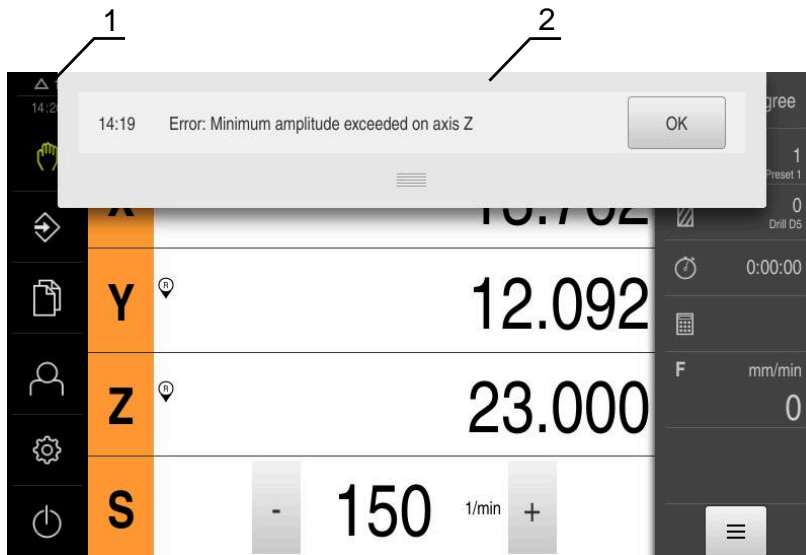 1
2
14:19 Error: Minimum amplitude exceeded on axis Z OK
Y R 12.092
Z R 23.000
S - 150 1/min +
1
Preset 1
0
Drill D5
0:00:00
F mm/min
0